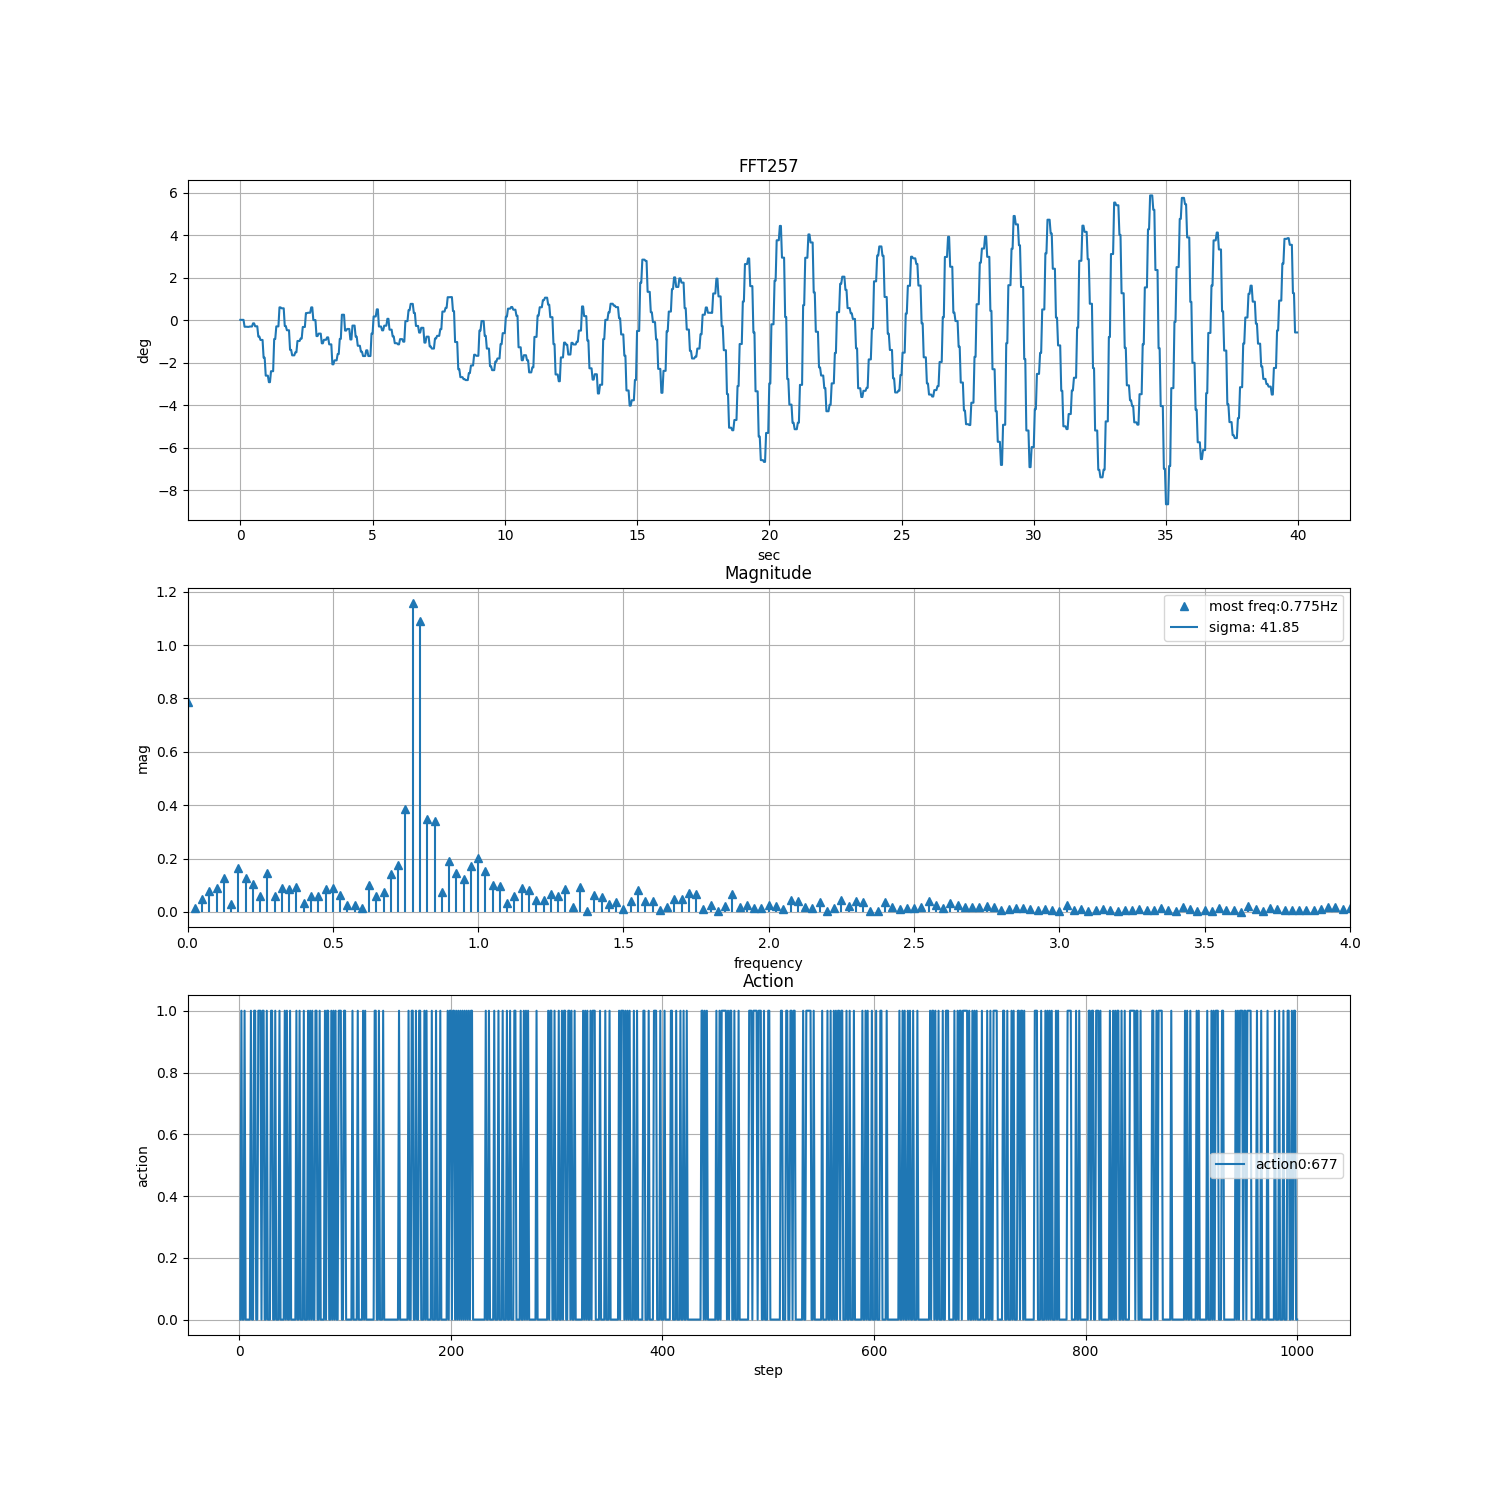 FFT257
6
4
2
0
−2
−4
−6
−8
deg
0 5 10 15 20 25 30 35 40
sec
Magnitude
1.2
1.0
0.8
0.6
0.4
0.2
0.0
mag
most freq:0.775Hz
sigma: 41.85
0.0 0.5 1.0 1.5 2.0 2.5 3.0 3.5 4.0
frequency
Action
1.0
0.8
0.6
0.4
0.2
0.0
action
action0:677
0 200 400 600 800 1000
step